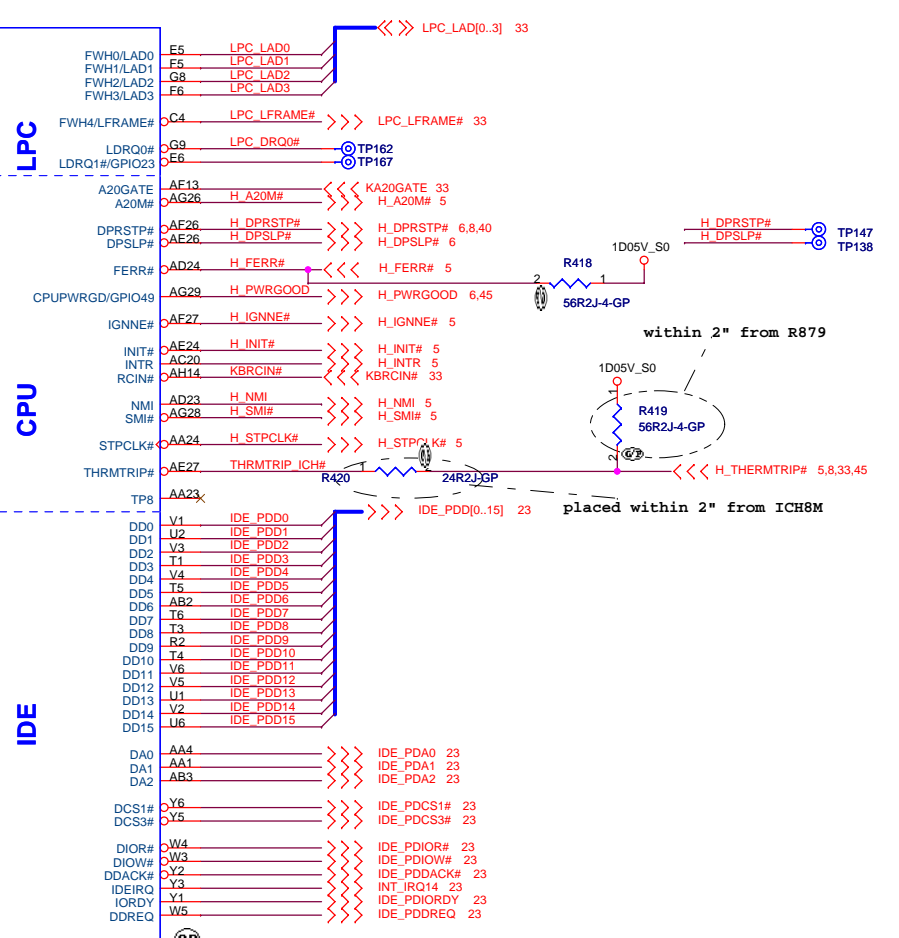 LPC_LAD[0..3] 33
FWH0/LAD0 E5 LPC_LAD0
FWH1/LAD1 F5 LPC_LAD1
FWH2/LAD2 G8 LPC_LAD2
FWH3/LAD3 F6 LPC_LAD3
FWH4/LFRAME# C4 LPC_LFRAME# LPC_LFRAME# 33
LPC
LDRQ0# G9 LPC_DRQ0# TP162
LDRQ1#/GPIO23 E6 TP167
A20GATE AF13 KA20GATE 33
A20M# AG26 H_A20M# H_A20M# 5
DPRSTP# AF26 H_DPRSTP# H_DPRSTP# 6,8,40 H_DPRSTP# TP147
DPSLP# AE26 H_DPSLP# H_DPSLP# 6 H_DPSLP# TP138
1D05V_S0
FERR# AD24 H_FERR# H_FERR# 5 R418
2 1
CPUPWRGD/GPIO49 AG29 H_PWRGOOD H_PWRGOOD 6,45 56R2J-4-GP
IGNNE# AF27 H_IGNNE# H_IGNNE# 5
within 2" from R879
INIT# AE24 H_INIT# H_INIT# 5
INTR AC20 H_INTR 5
RCIN# AH14 KBRCIN# KBRCIN# 33
1D05V_S0
1
CPU
NMI AD23 H_NMI H_NMI 5
SMI# AG28 H_SMI# H_SMI# 5
R419
56R2J-4-GP
STPCLK# AA24 H_STPCLK# H_STPCLK# 5
2
THRMTRIP# AE27 THRMTRIP_ICH# 1 2 H_THERMTRIP# 5,8,33,45
R420 24R2J-GP
TP8 AA23
placed within 2" from ICH8M
IDE_PDD[0..15] 23
DD0 V1 IDE_PDD0
DD1 U2 IDE_PDD1
DD2 V3 IDE_PDD2
DD3 T1 IDE_PDD3
DD4 V4 IDE_PDD4
DD5 T5 IDE_PDD5
DD6 AB2 IDE_PDD6
DD7 T6 IDE_PDD7
DD8 T3 IDE_PDD8
DD9 R2 IDE_PDD9
DD10 T4 IDE_PDD10
DD11 V6 IDE_PDD11
DD12 V5 IDE_PDD12
DD13 U1 IDE_PDD13
DD14 V2 IDE_PDD14
DD15 U6 IDE_PDD15
IDE
DA0 AA4 IDE_PDA0 23
DA1 AA1 IDE_PDA1 23
DA2 AB3 IDE_PDA2 23
DCS1# Y6 IDE_PDCS1# 23
DCS3# Y5 IDE_PDCS3# 23
DIOR# W4 IDE_PDIOR# 23
DIOW# W3 IDE_PDIOW# 23
DDACK# Y2 IDE_PDDACK# 23
IDEIRQ Y3 INT_IRQ14 23
IORDY Y1 IDE_PDIORDY 23
DDREQ W5 IDE_PDDREQ 23